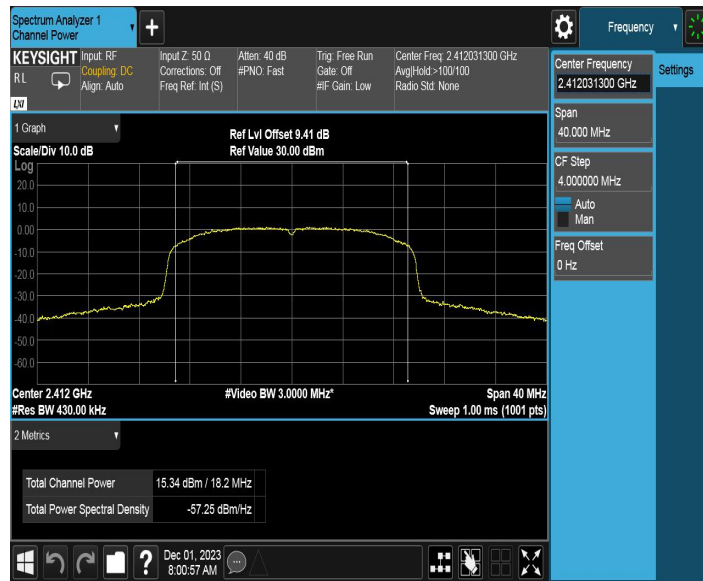 Spectrum Analyzer 1
Channel Power
Frequency
KEYSIGHT
RL
LXI
Input: RF
Coupling: DC
Align: Auto
Input Z: 50 Ω
Corrections: Off
Freq Ref: Int (S)
Atten: 40 dB
#PNO: Fast
Trig: Free Run
Gate: Off
#IF Gain: Low
Center Freq: 2.412031300 GHz
Avg|Hold:>100/100
Radio Std: None
Center Frequency
2.412031300 GHz
Settings
Span
40.000 MHz
CF Step
4.000000 MHz
Auto
Man
Freq Offset
0 Hz
1 Graph
Scale/Div 10.0 dB
Ref Lvl Offset 9.41 dB
Ref Value 30.00 dBm
Log
20.0
10.0
0.00
-10.0
-20.0
-30.0
-40.0
-50.0
-60.0
Center 2.412 GHz
#Video BW 3.0000 MHz*
Span 40 MHz
#Res BW 430.00 kHz
Sweep 1.00 ms (1001 pts)
2 Metrics
Total Channel Power 15.34 dBm / 18.2 MHz
Total Power Spectral Density -57.25 dBm/Hz
?
Dec 01, 2023
8:00:57 AM